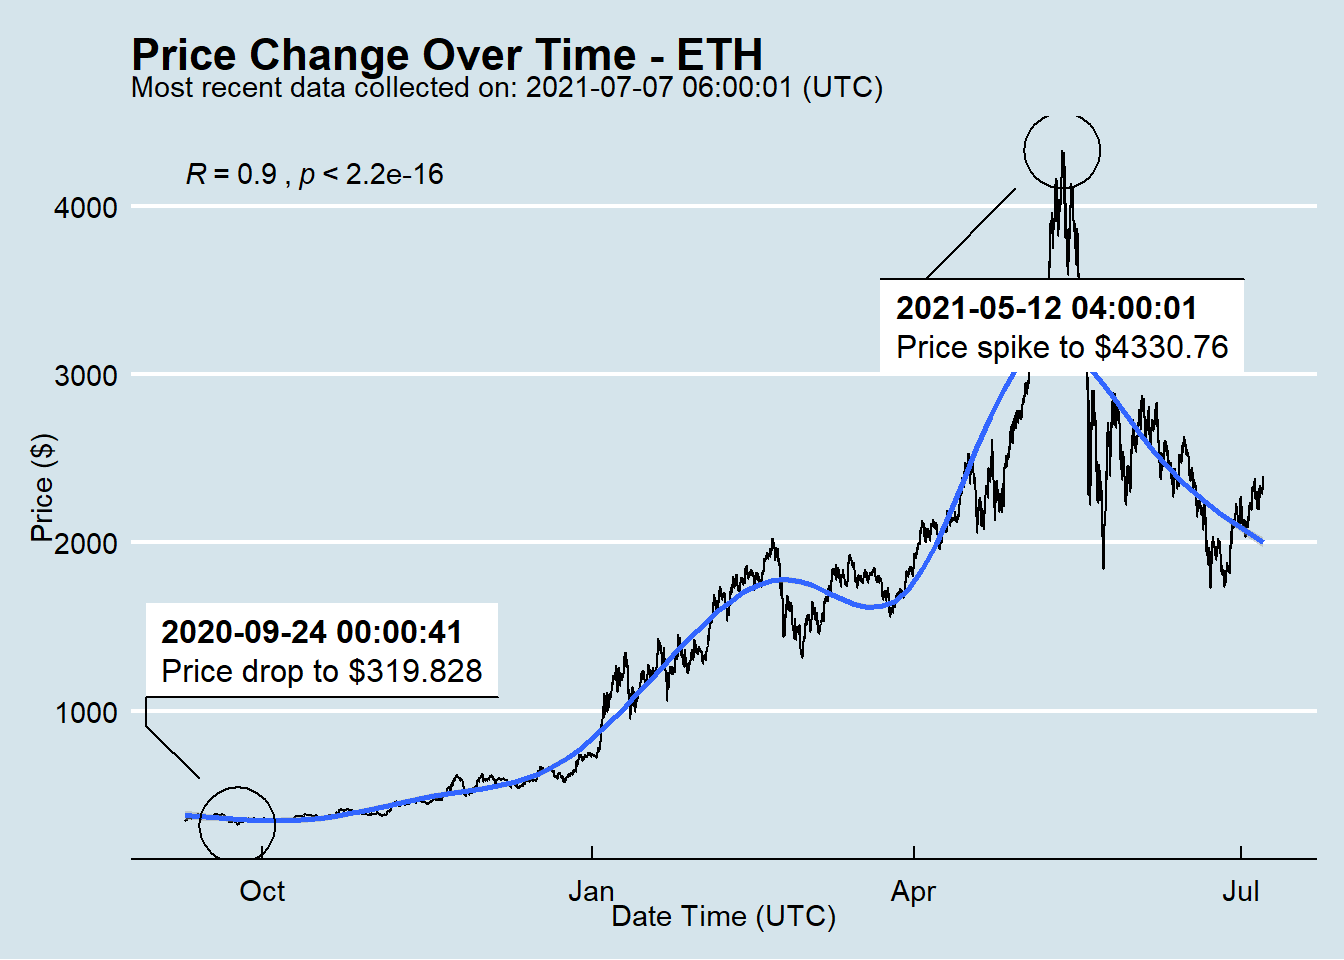 Price Change Over Time - ETH
Most recent data collected on: 2021-07-07 06:00:01 (UTC)
R = 0.9 , p < 2.2e-16
4000
3000
2000
1000
Price ($)
2021-05-12 04:00:01
Price spike to $4330.76
2020-09-24 00:00:41
Price drop to $319.828
Oct
Jan
Apr
Jul
Date Time (UTC)